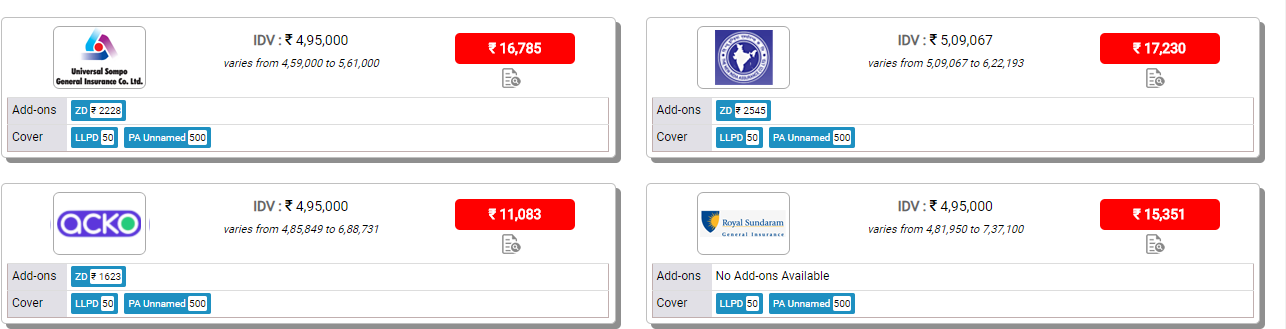 Universal Sompo
General Insurance Co. Ltd.
IDV : ₹ 4,95,000
varies from 4,59,000 to 5,61,000
₹ 16,785
Add-ons ZD ₹ 2228
Cover LLPD 50 PA Unnamed 500
IDV : ₹ 5,09,067
varies from 5,09,067 to 6,22,193
₹ 17,230
Add-ons ZD ₹ 2545
Cover LLPD 50 PA Unnamed 500
ACKO
IDV : ₹ 4,95,000
varies from 4,85,849 to 6,88,731
₹ 11,083
Add-ons ZD ₹ 1623
Cover LLPD 50 PA Unnamed 500
Royal Sundaram
General Insurance
IDV : ₹ 4,95,000
varies from 4,81,950 to 7,37,100
₹ 15,351
Add-ons No Add-ons Available
Cover LLPD 50 PA Unnamed 500